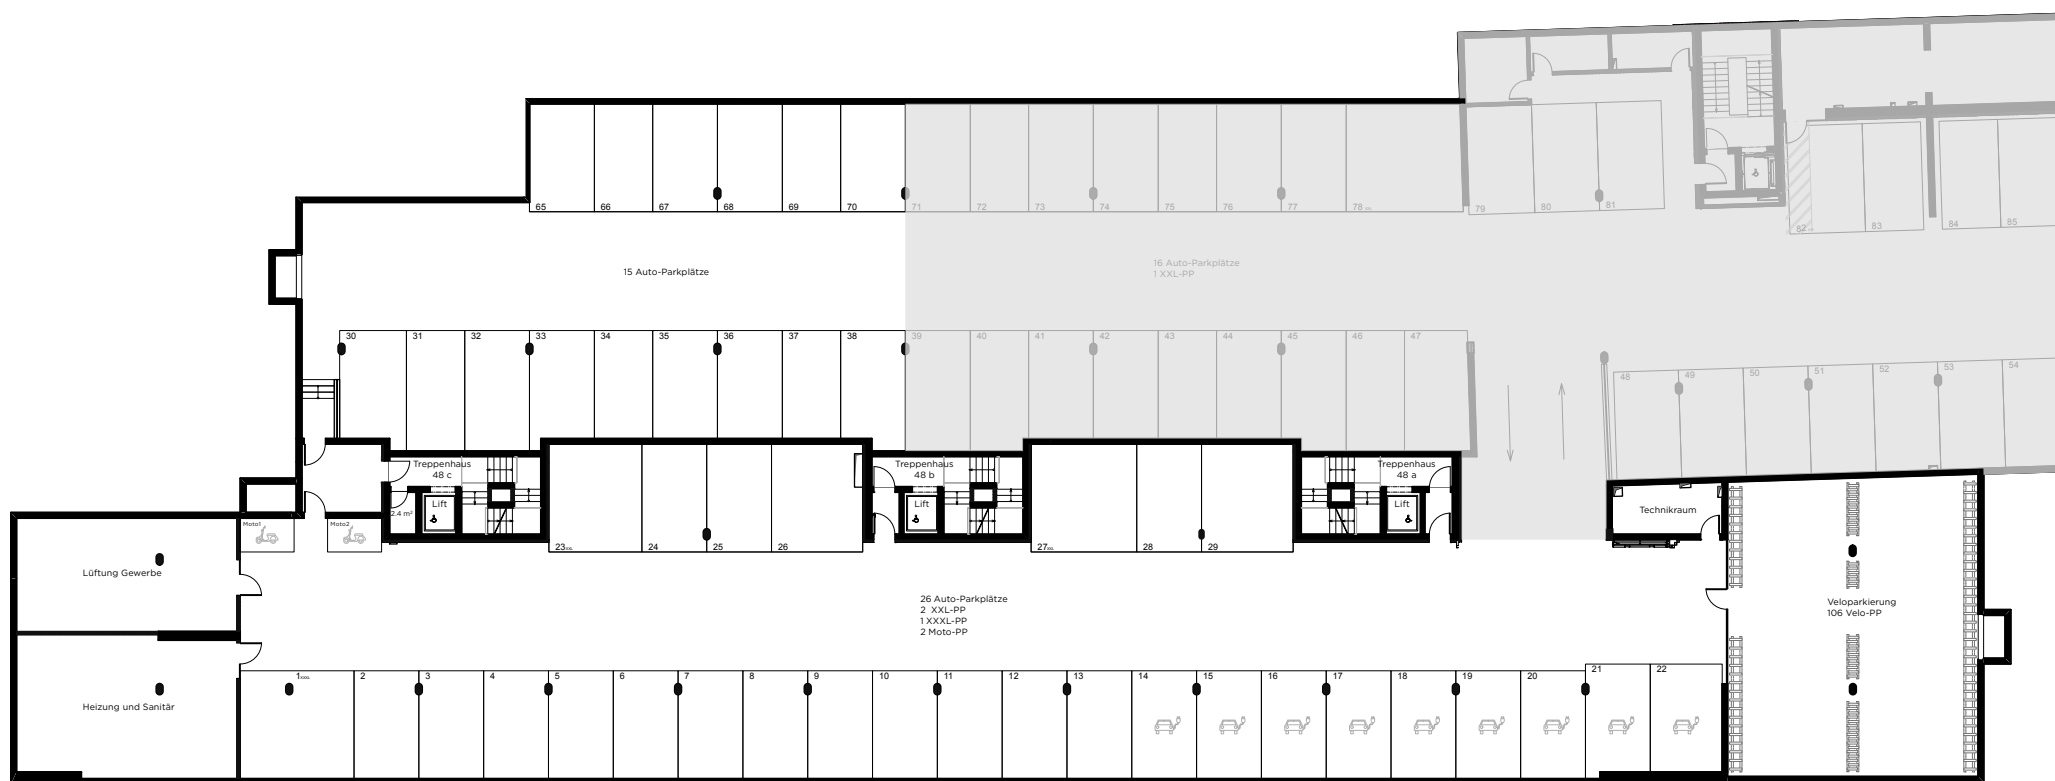 65 66 67 68 69 70 71 72 73 74 75 76 77 78 XXL 79 80 81 82 83 84 85
15 Auto-Parkplätze
16 Auto-Parkplätze
1 XXL-PP
30 31 32 33 34 35 36 37 38 39 40 41 42 43 44 45 46 47 48 49 50 51 52 53 54
Treppenhaus
48 c
Lift
2.4 m²
Treppenhaus
48 b
Lift
Treppenhaus
48 a
Lift
Technikraum
Moto1
Moto2
23 XXL 24 25 26 27 XXL 28 29
Lüftung Gewerbe
26 Auto-Parkplätze
2 XXL-PP
1 XXXL-PP
2 Moto-PP
Veloparkierung
106 Velo-PP
Heizung und Sanitär
1 XXXL 2 3 4 5 6 7 8 9 10 11 12 13 14 15 16 17 18 19 20 21 22